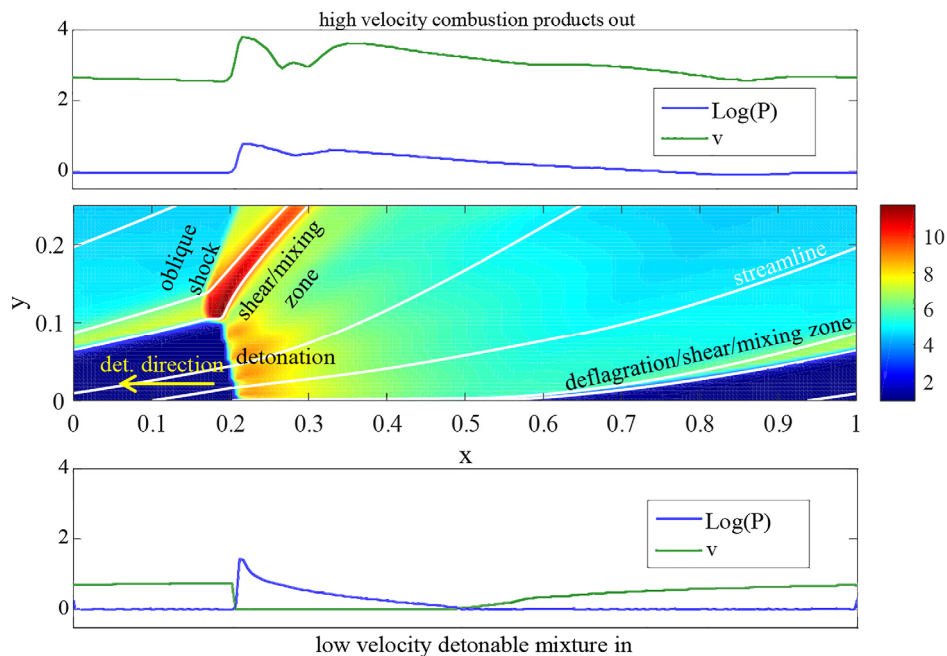 high velocity combustion products out
4
2
0
Log(P)
v
0.2
0.1
0
y
oblique
shock
shear/mixing
zone
streamline
detonation
det. direction
deflagration/shear/mixing zone
10
8
6
4
2
0 0.1 0.2 0.3 0.4 0.5 0.6 0.7 0.8 0.9 1
x
4
2
0
Log(P)
v
low velocity detonable mixture in